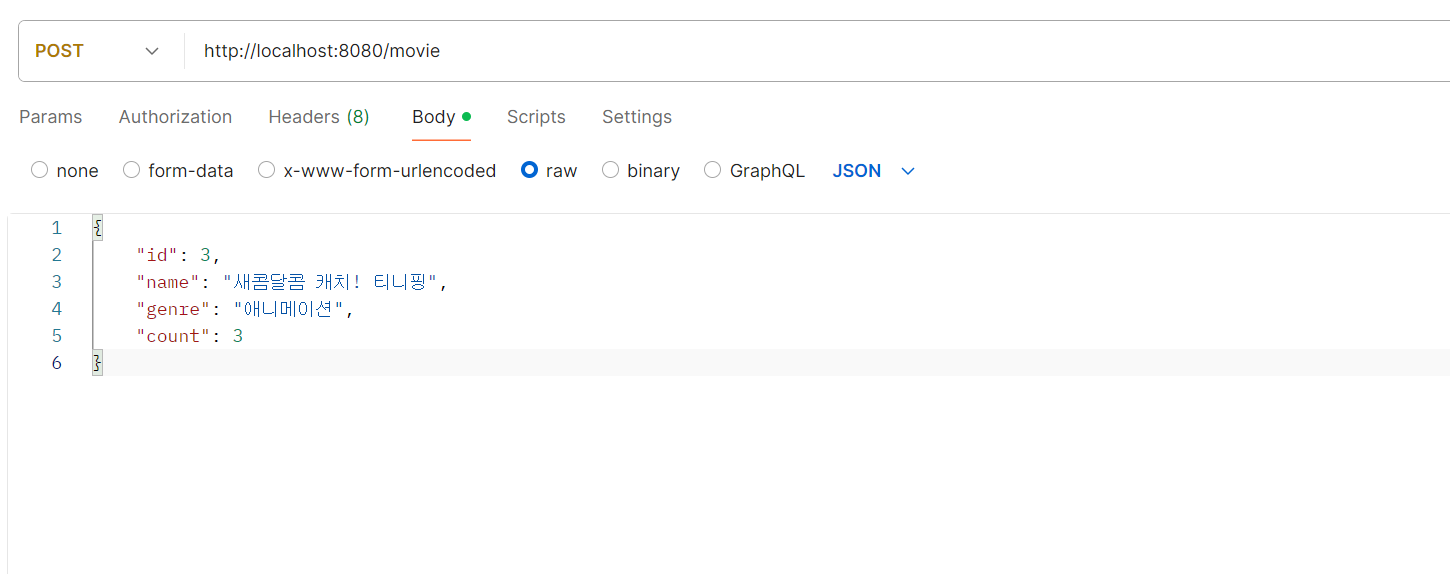 POST http://localhost:8080/movie
Params Authorization Headers (8) Body Scripts Settings
none form-data x-www-form-urlencoded raw binary GraphQL JSON
1 {
2 "id": 3,
3 "name": "새콤달콤 캐치! 티니핑",
4 "genre": "애니메이션",
5 "count": 3
6 }